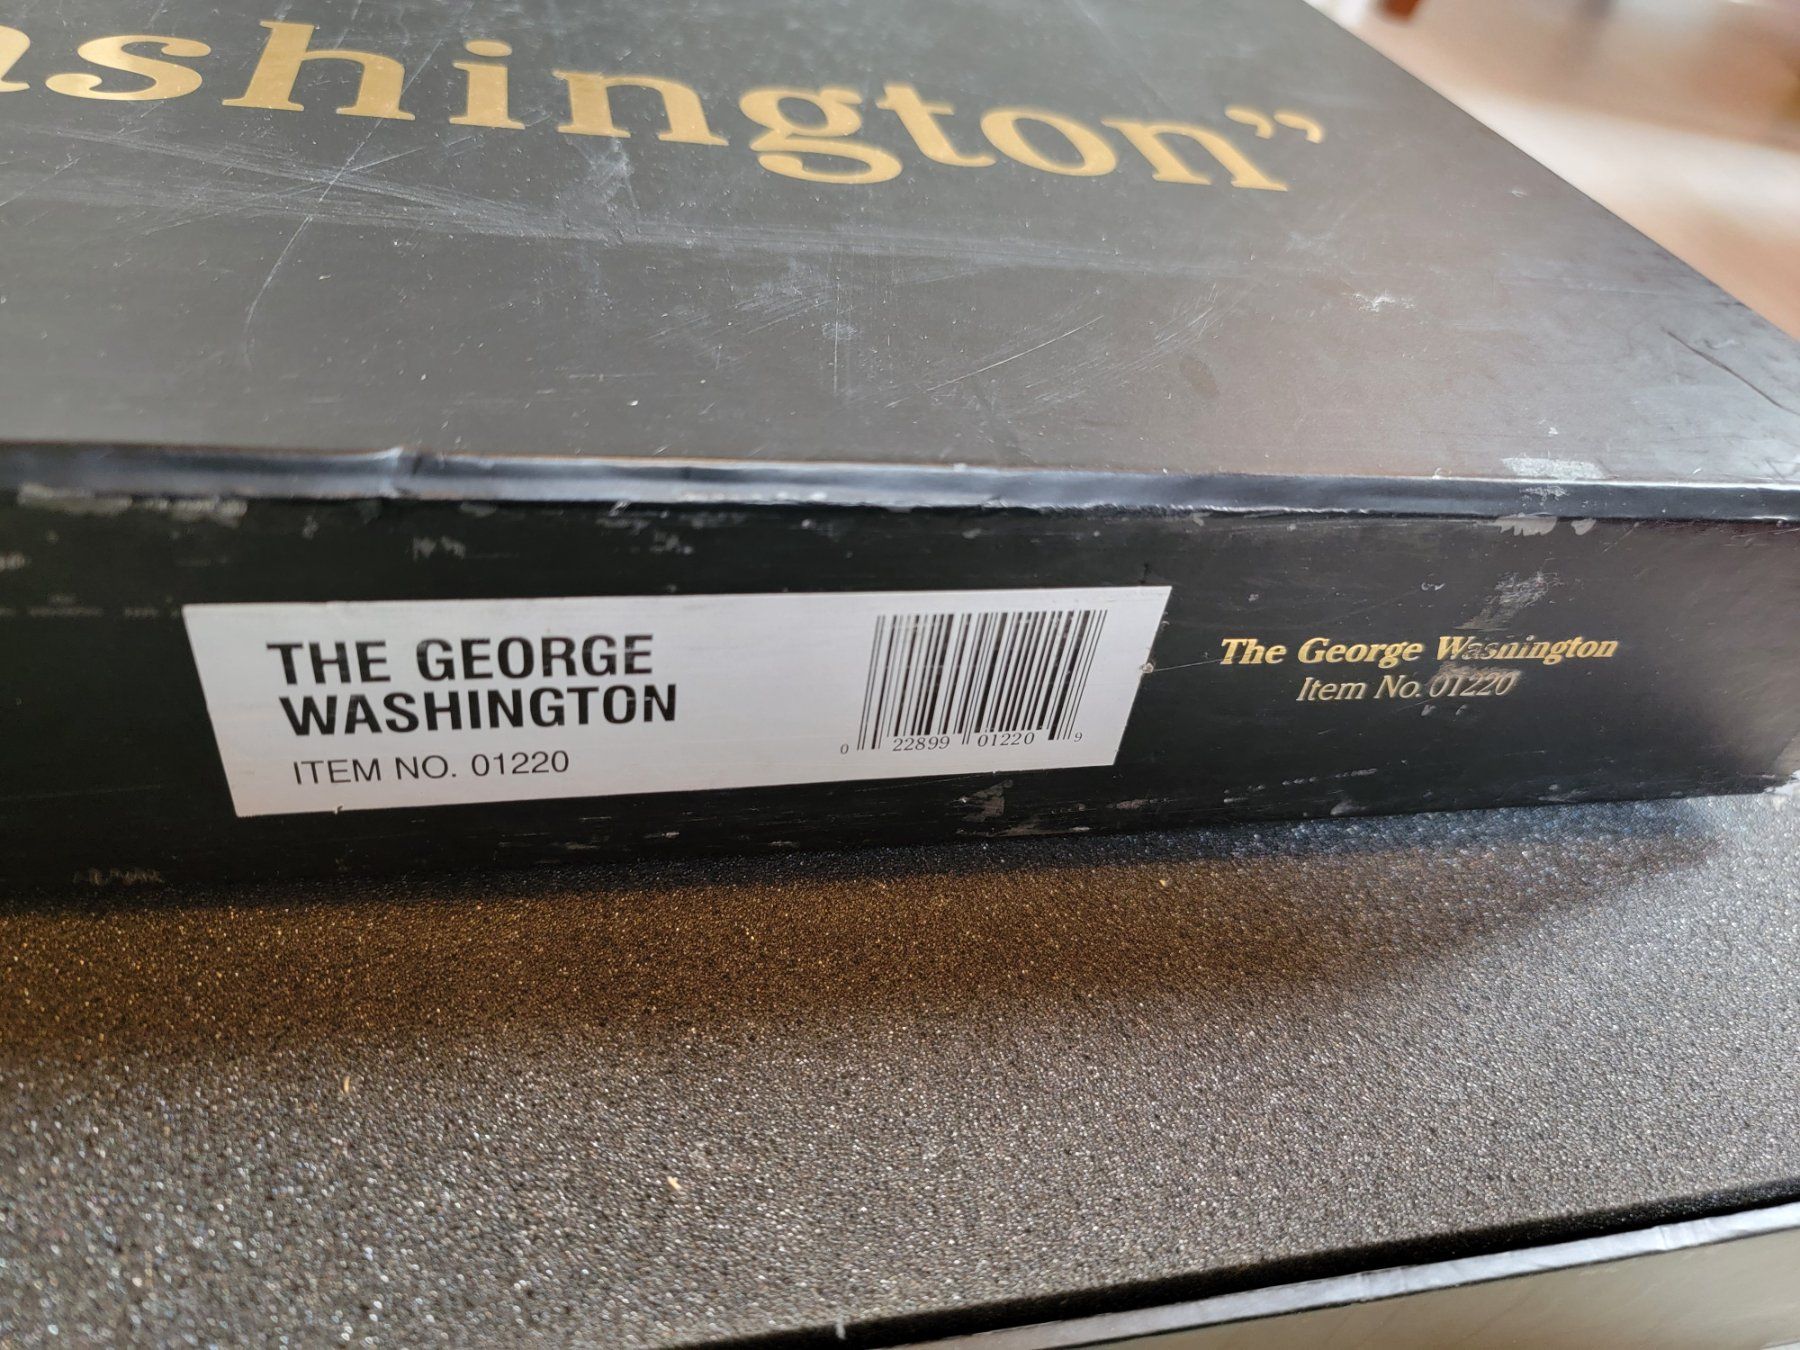 ashington”
THE GEORGE
WASHINGTON
ITEM NO. 01220
0 22899 01220 9
The George Washington
Item No. 01220